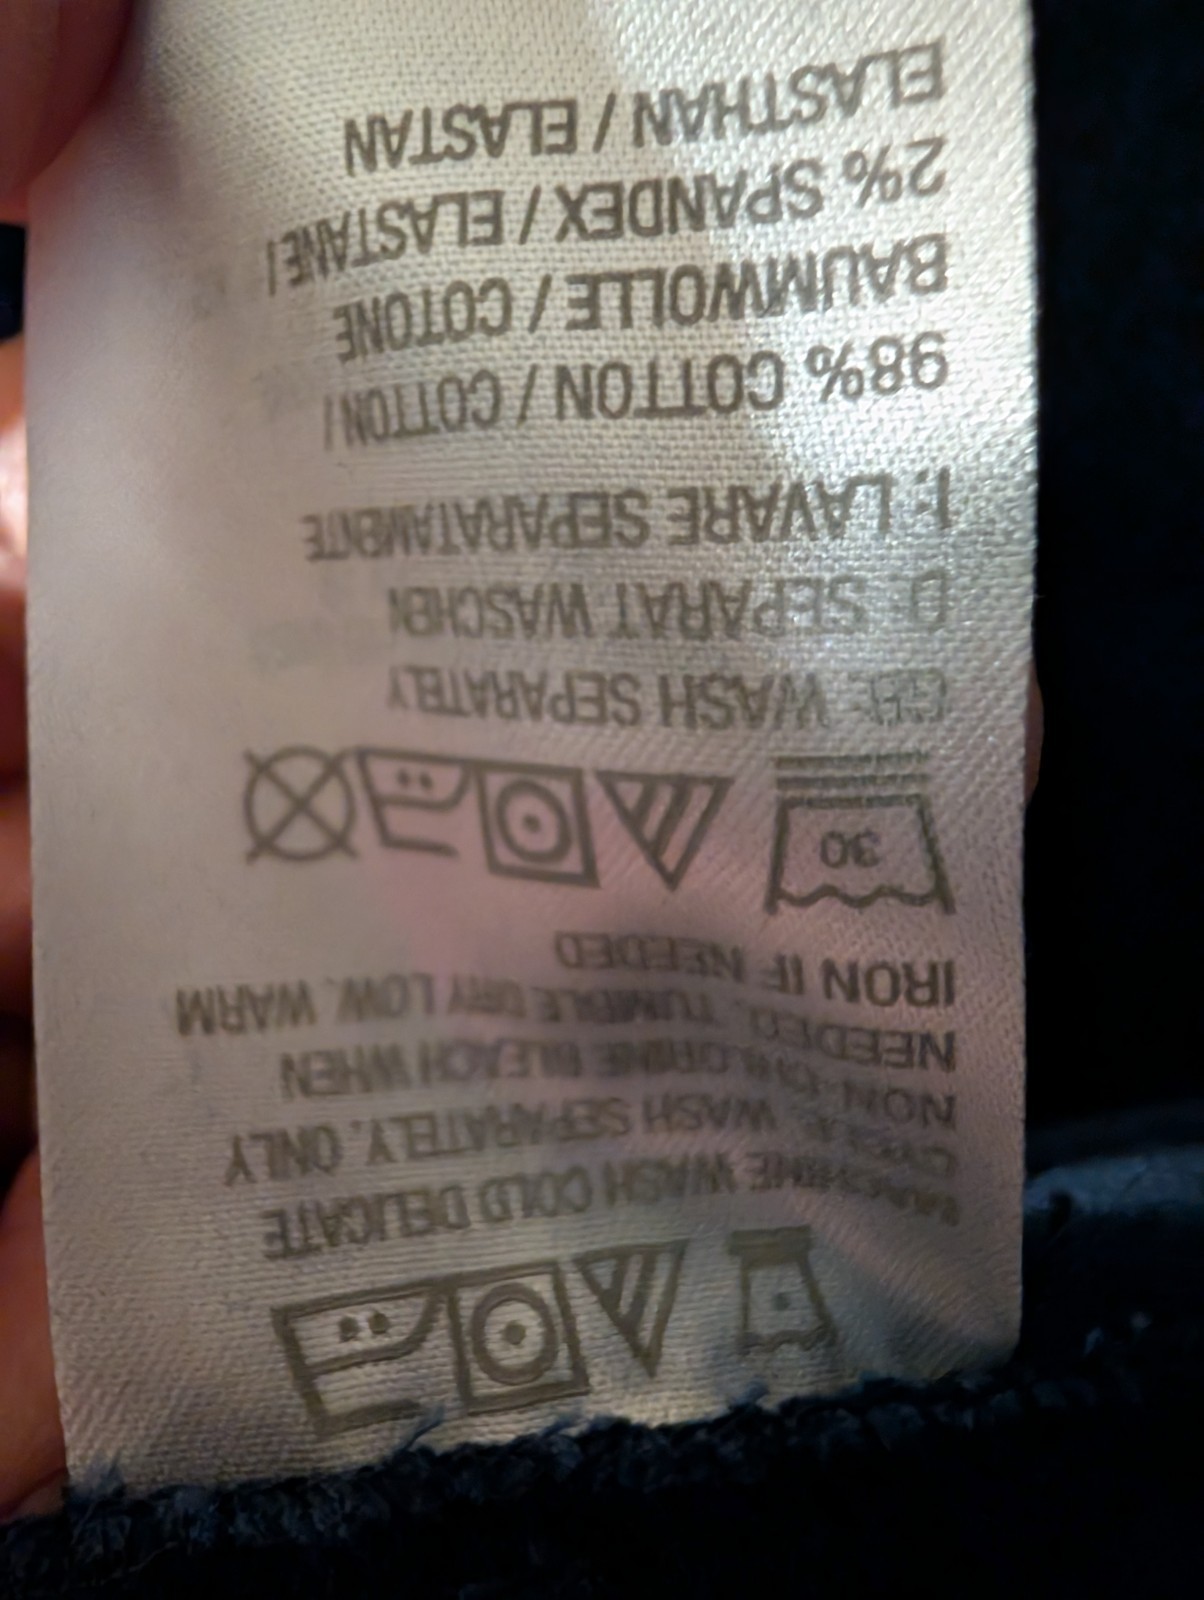 MACHINE WASH COLD DELICATE
CYCLE. WASH SEPARATELY. ONLY
NON-CHLORINE BLEACH WHEN
NEEDED. TUMBLE DRY LOW. WARM
IRON IF NEEDED
30
GB: WASH SEPARATELY
D: SEPARAT WASCHEN
I: LAVARE SEPARATAMENTE
98% COTTON / COTTON /
BAUMWOLLE / COTONE
2% SPANDEX / ELASTANE /
ELASTHAN / ELASTAN